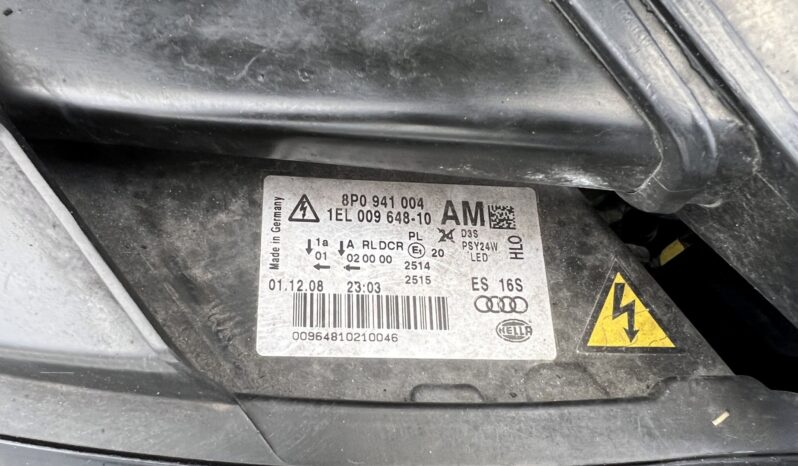 Made in Germany
8P0 941 004
1EL 009 648-10
AM
D3S
PSY24W
LED
HLO
1a A RLDCR PL
01 02 00 00 E1 20
2514
2515
01.12.08 23:03
ES 16S
00964810210046
HELLA